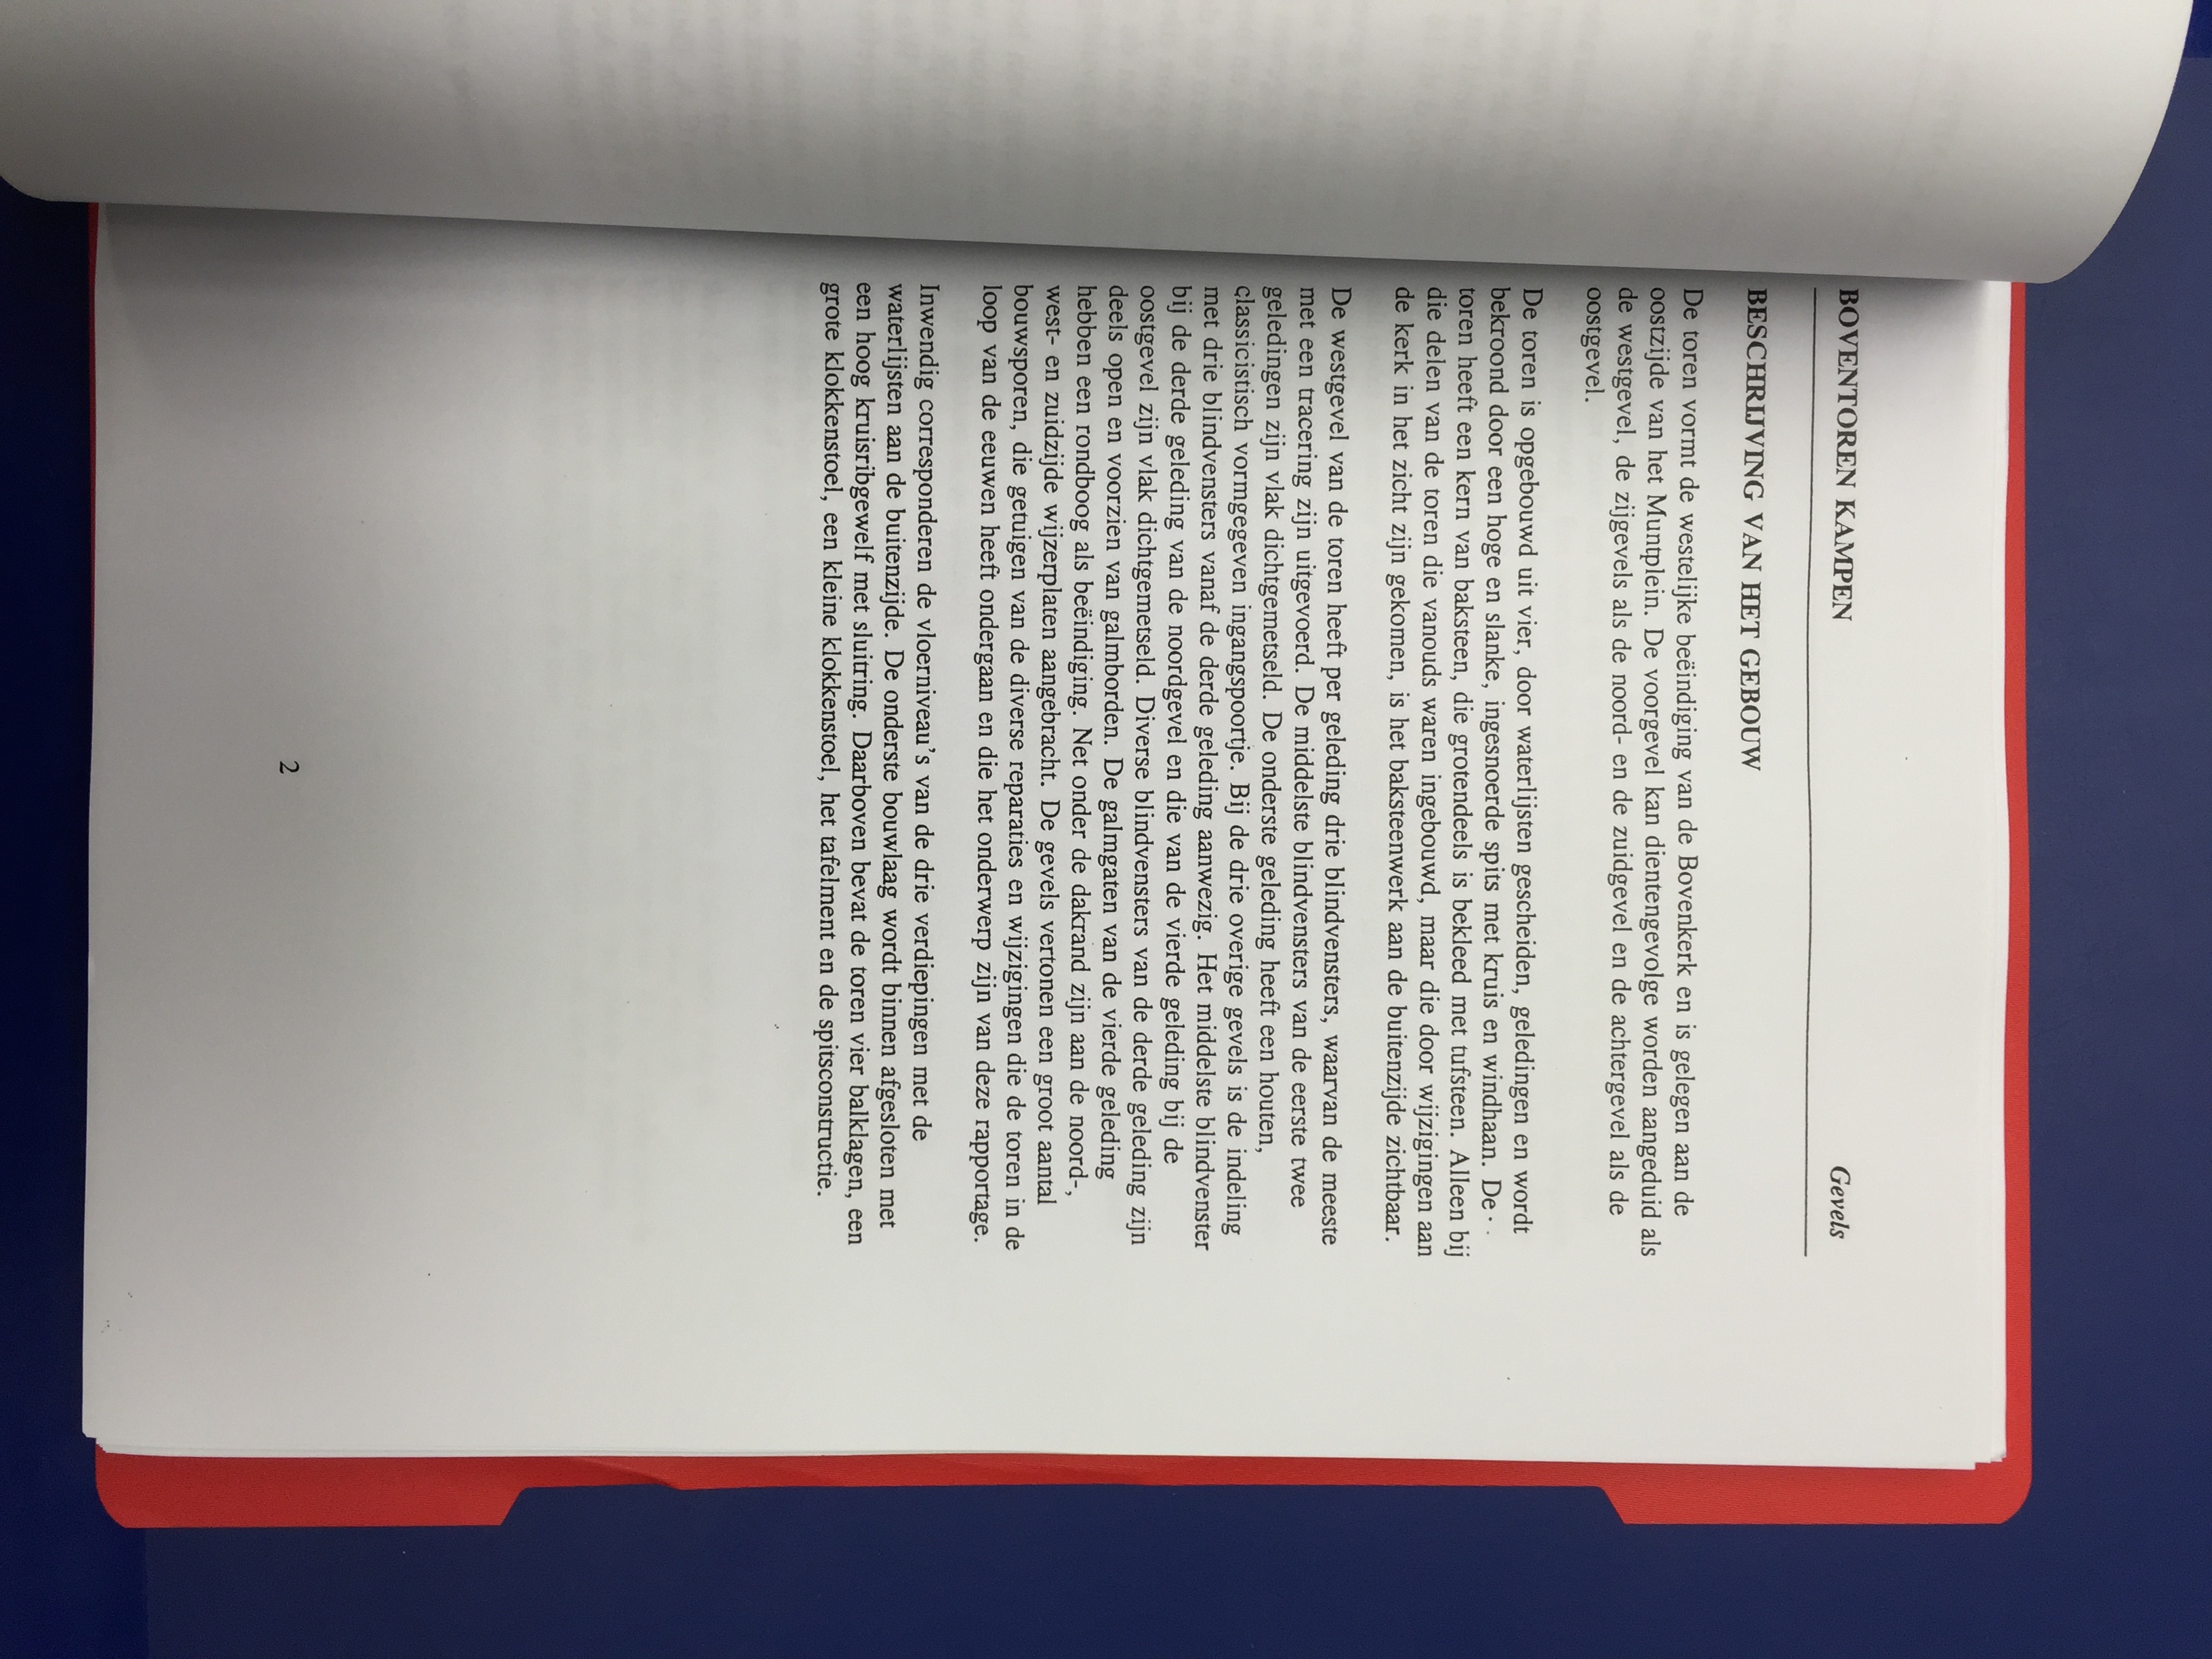 BOVENTOREN KAMPEN Gevels
BESCHRIJVING VAN HET GEBOUW
De toren vormt de westelijke beëindiging van de Bovenkerk en is gelegen aan de
oostzijde van het Muntplein. De voorgevel kan dientengevolge worden aangeduid als
de westgevel, de zijgevels als de noord- en de zuidgevel en de achtergevel als de
oostgevel.
De toren is opgebouwd uit vier, door waterlijsten gescheiden, geledingen en wordt
bekroond door een hoge en slanke, ingesnoerde spits met kruis en windhaan. De
toren heeft een kern van baksteen, die grotendeels is bekleed met tufsteen. Alleen bij
die delen van de toren die vanouds waren ingebouwd, maar die door wijzigingen aan
de kerk in het zicht zijn gekomen, is het baksteenwerk aan de buitenzijde zichtbaar.
De westgevel van de toren heeft per geleding drie blindvensters, waarvan de meeste
met een tracering zijn uitgevoerd. De middelste blindvensters van de eerste twee
geledingen zijn vlak dichtgemetseld. De onderste geleding heeft een houten,
classicistisch vormgegeven ingangspoortje. Bij de drie overige gevels is de indeling
met drie blindvensters vanaf de derde geleding aanwezig. Het middelste blindvenster
bij de derde geleding van de noordgevel en die van de vierde geleding bij de
oostgevel zijn vlak dichtgemetseld. Diverse blindvensters van de derde geleding zijn
deels open en voorzien van galmborden. De galmgaten van de vierde geleding
hebben een rondboog als beëindiging. Net onder de dakrand zijn aan de noord-,
west- en zuidzijde wijzerplaten aangebracht. De gevels vertonen een groot aantal
bouwsporen, die getuigen van de diverse reparaties en wijzigingen die de toren in de
loop van de eeuwen heeft ondergaan en die het onderwerp zijn van deze rapportage.
Inwendig corresponderen de vloerniveau's van de drie verdiepingen met de
waterlijsten aan de buitenzijde. De onderste bouwlaag wordt binnen afgesloten met
een hoog kruisribgewelf met sluitring. Daarboven bevat de toren vier balklagen, een
grote klokkenstoel, een kleine klokkenstoel, het tafelment en de spitsconstructie.
2